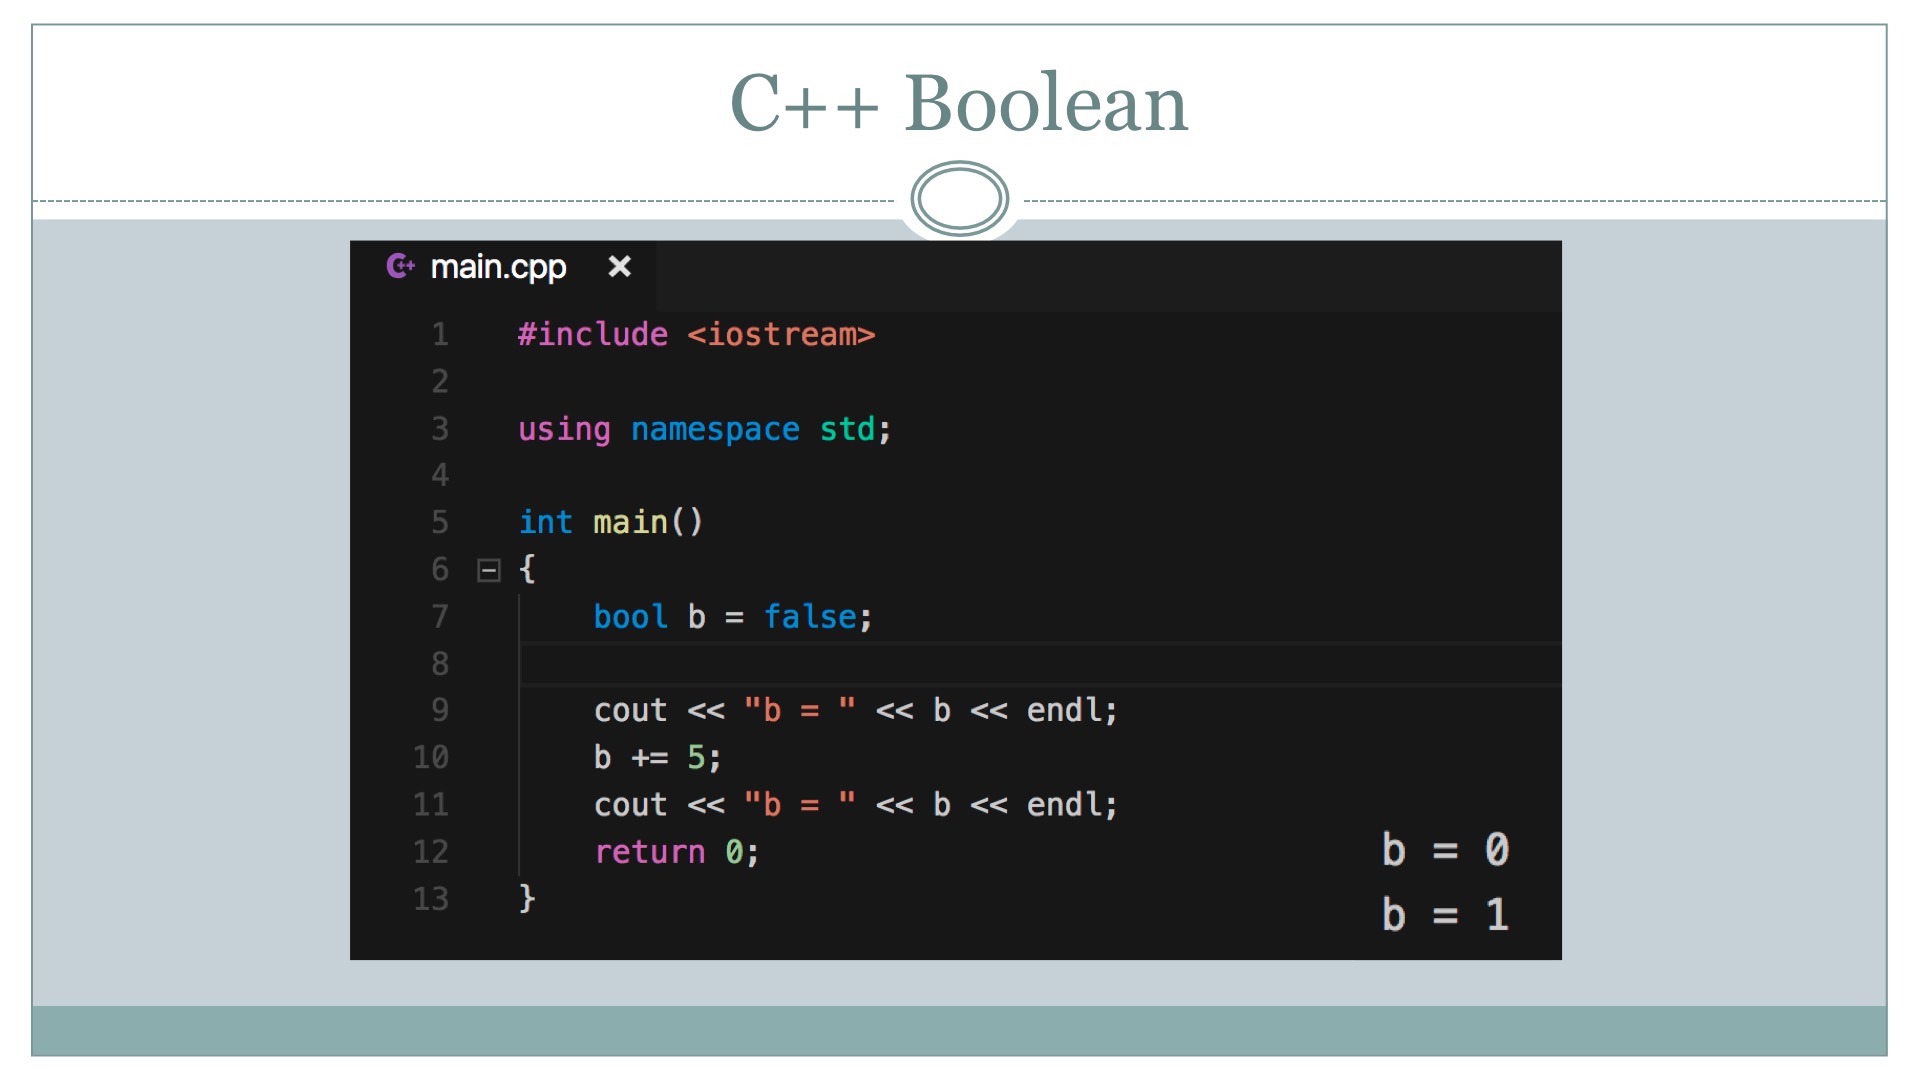 C++ Boolean
main.cpp
1 #include <iostream>
2
3 using namespace std;
4
5 int main()
6 {
7     bool b = false;
8
9     cout << "b = " << b << endl;
10     b += 5;
11     cout << "b = " << b << endl;
12     return 0;
13 }
b = 0
b = 1